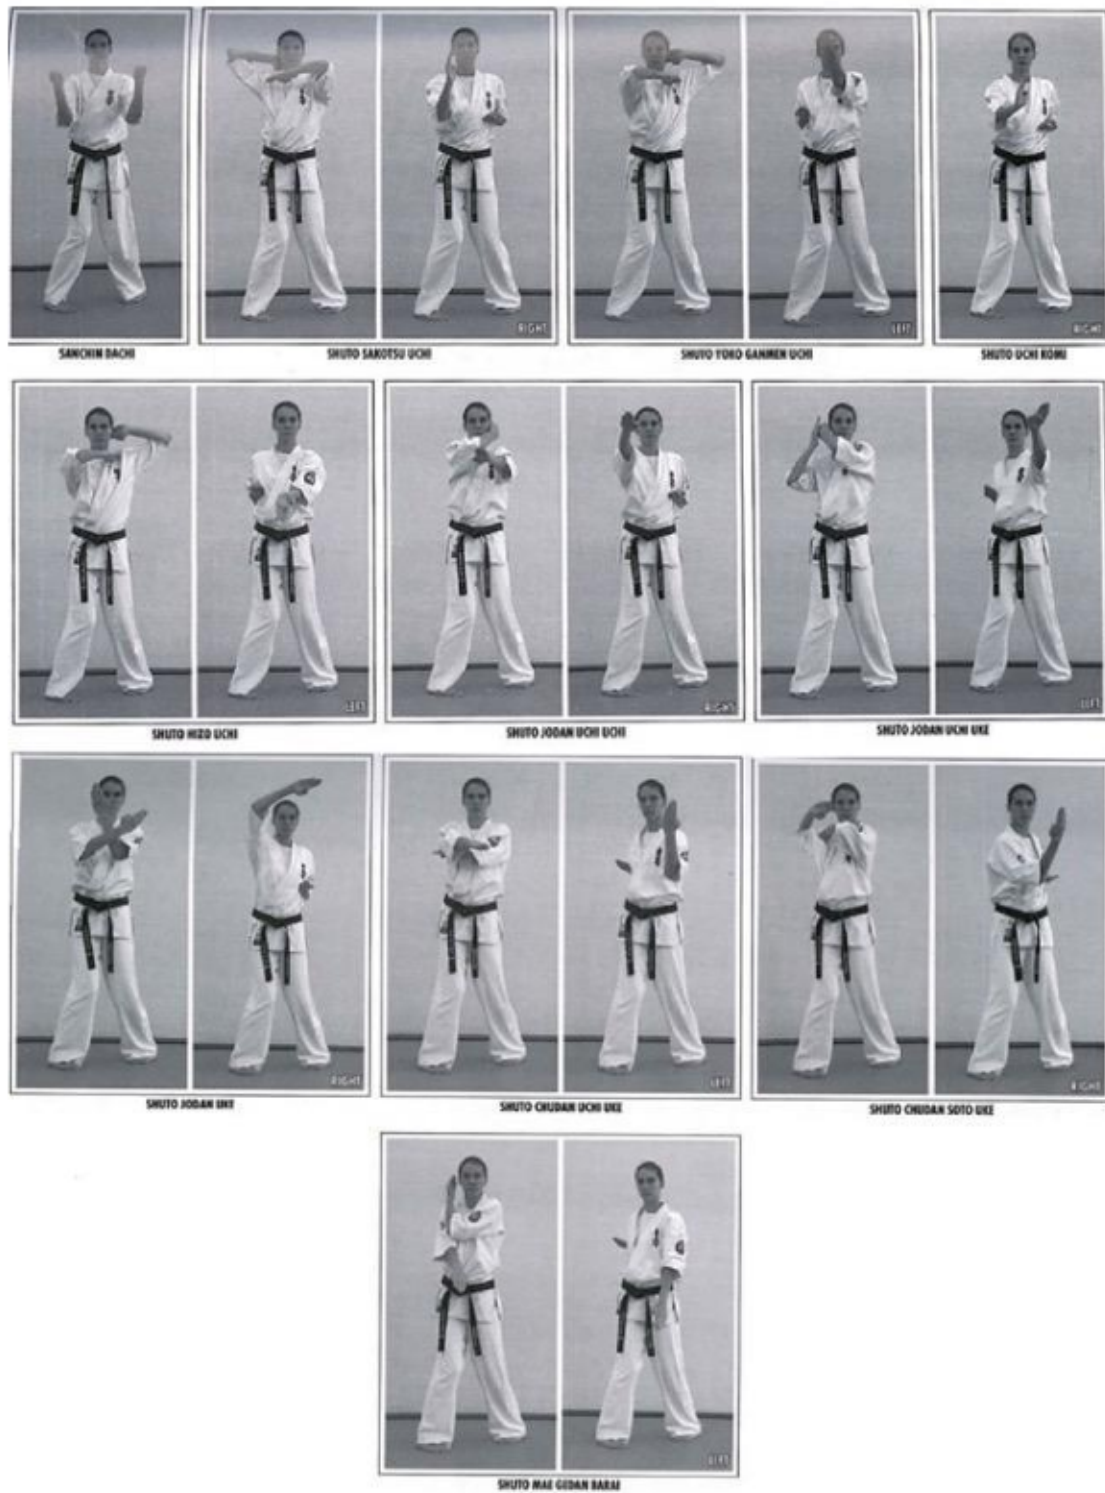 SANCHIN DACHI
RIGHT
SHUTO SAKOTSU UCHI
LEFT
SHUTO YOKO GANMEN UCHI
RIGHT
SHUTO UCHI KOMI
LEFT
SHUTO HIZO UCHI
RIGHT
SHUTO JODAN UCHI UCHI
LEFT
SHUTO JODAN UCHI UKE
RIGHT
SHUTO JODAN UKE
LEFT
SHUTO CHUDAN UCHI UKE
RIGHT
SHUTO CHUDAN SOTO UKE
LEFT
SHUTO MAE GEDAN BARAI